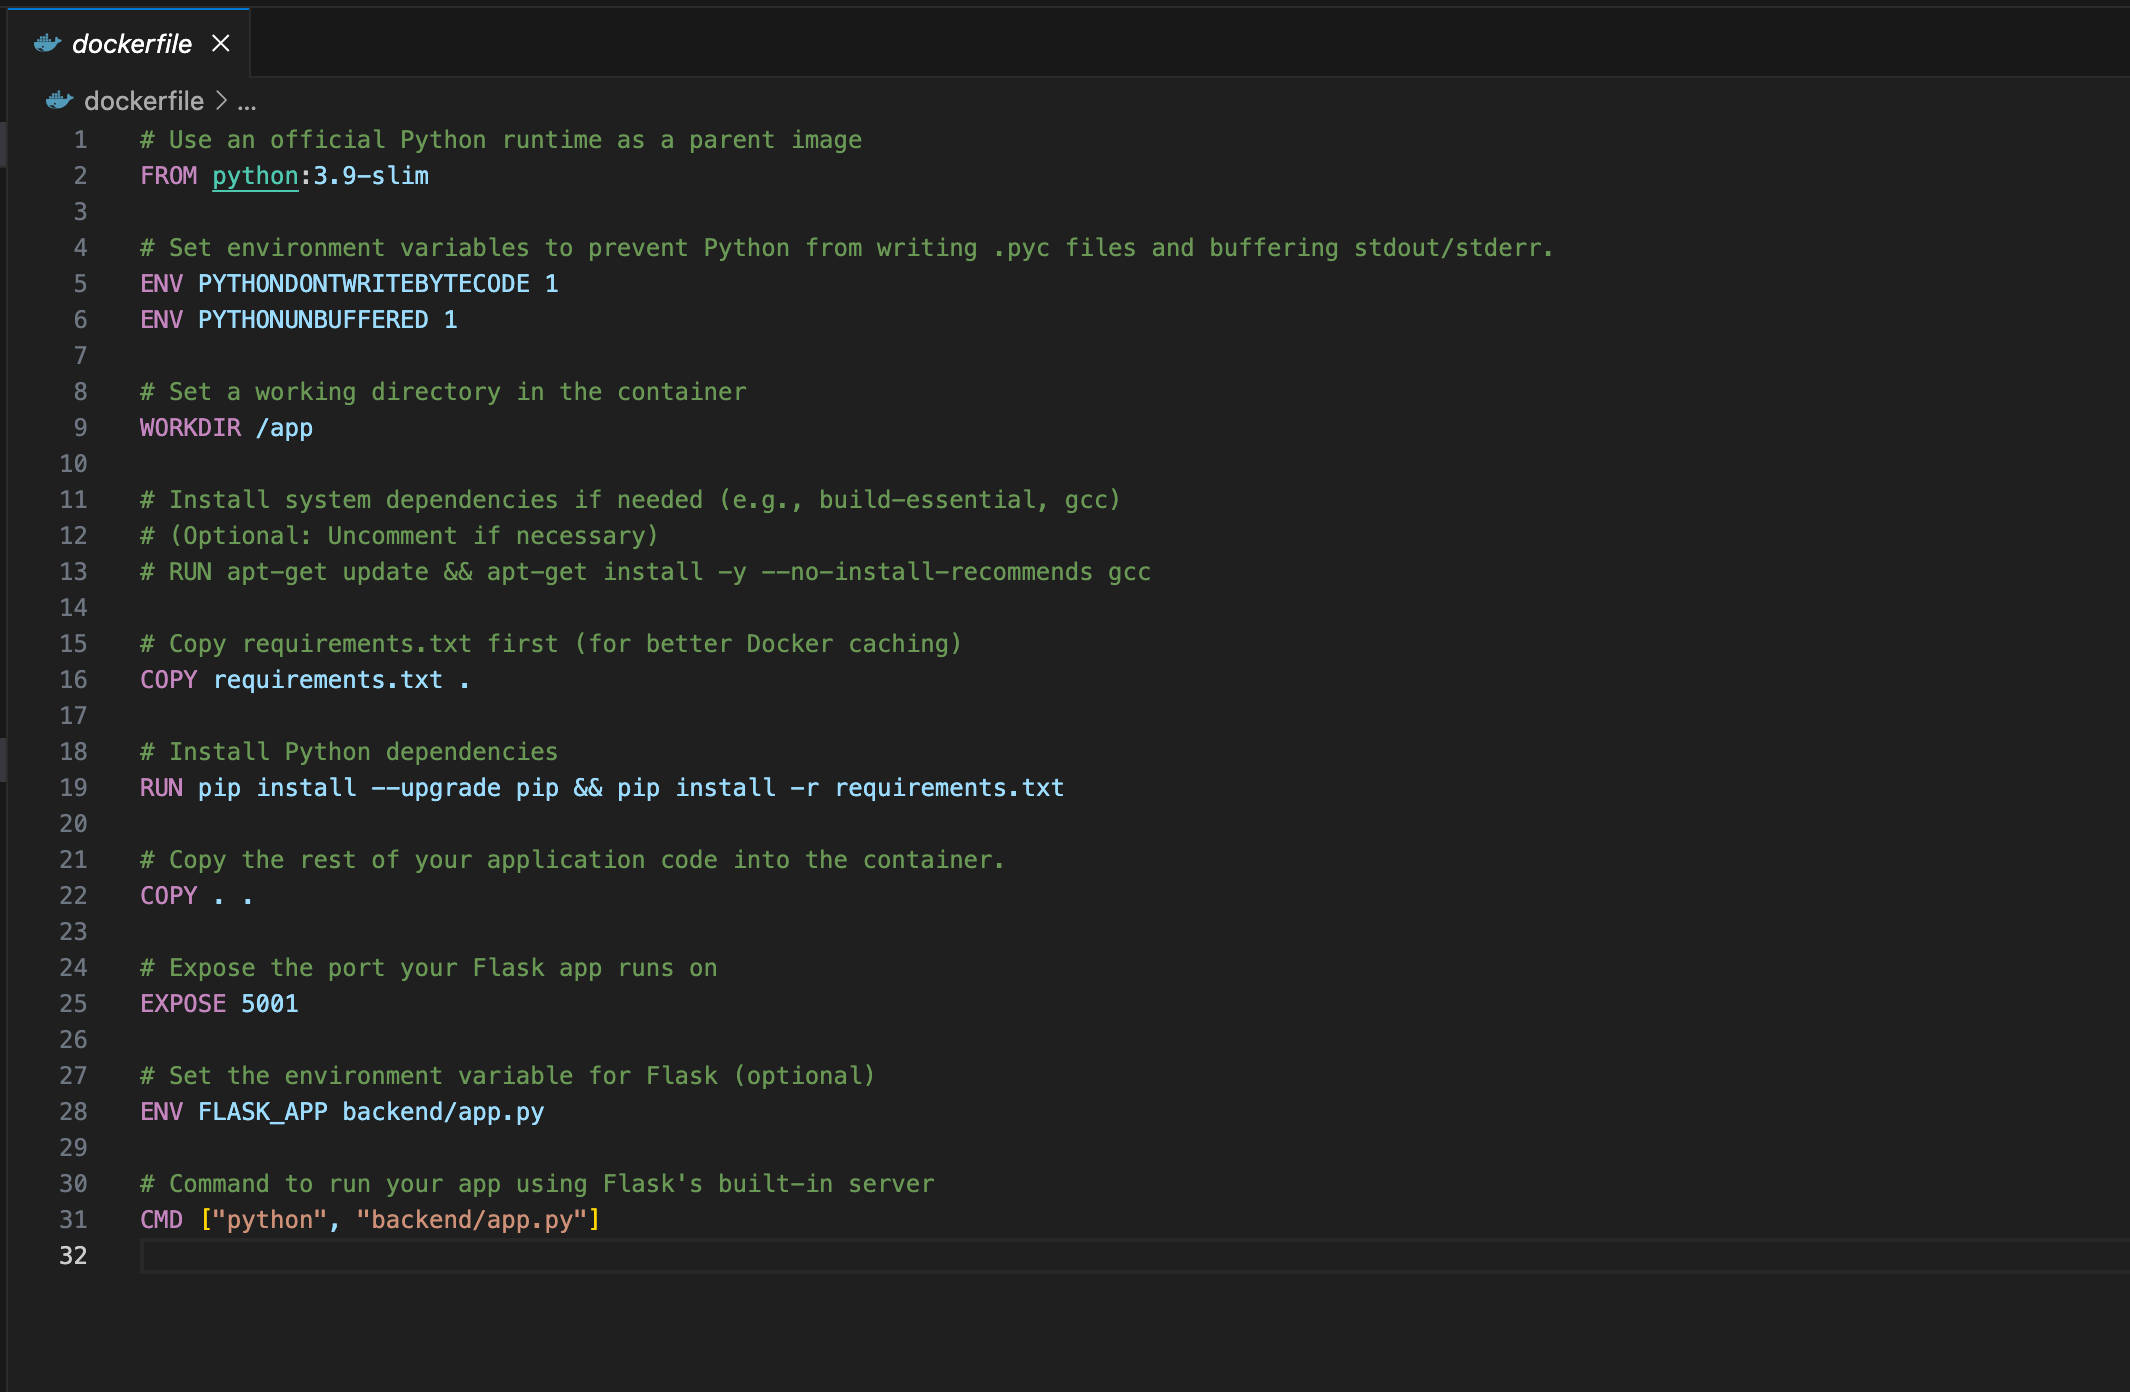 dockerfile
dockerfile > ...
1 # Use an official Python runtime as a parent image
2 FROM python:3.9-slim
3
4 # Set environment variables to prevent Python from writing .pyc files and buffering stdout/stderr.
5 ENV PYTHONDONTWRITEBYTECODE 1
6 ENV PYTHONUNBUFFERED 1
7
8 # Set a working directory in the container
9 WORKDIR /app
10
11 # Install system dependencies if needed (e.g., build-essential, gcc)
12 # (Optional: Uncomment if necessary)
13 # RUN apt-get update && apt-get install -y --no-install-recommends gcc
14
15 # Copy requirements.txt first (for better Docker caching)
16 COPY requirements.txt .
17
18 # Install Python dependencies
19 RUN pip install --upgrade pip && pip install -r requirements.txt
20
21 # Copy the rest of your application code into the container.
22 COPY . .
23
24 # Expose the port your Flask app runs on
25 EXPOSE 5001
26
27 # Set the environment variable for Flask (optional)
28 ENV FLASK_APP backend/app.py
29
30 # Command to run your app using Flask's built-in server
31 CMD ["python", "backend/app.py"]
32